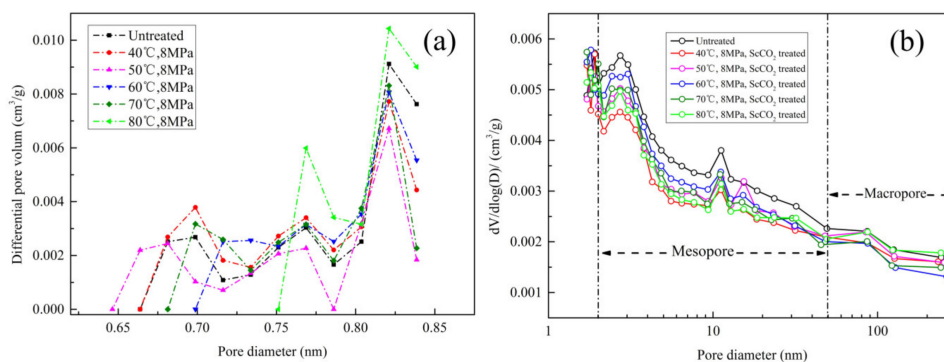 (a)
Untreated
40℃,8MPa
50℃,8MPa
60℃,8MPa
70℃,8MPa
80℃,8MPa
Differential pore volum (cm³/g)
0.010
0.008
0.006
0.004
0.002
0.000
0.65 0.70 0.75 0.80 0.85
Pore diameter (nm)
(b)
Untreated
40℃, 8MPa, ScCO₂ treated
50℃, 8MPa, ScCO₂ treated
60℃, 8MPa, ScCO₂ treated
70℃, 8MPa, ScCO₂ treated
80℃, 8MPa, ScCO₂ treated
dV/dlog(D) (cm³/g)
0.006
0.005
0.004
0.003
0.002
0.001
Macropore
Mesopore
1 10 100
Pore diameter (nm)